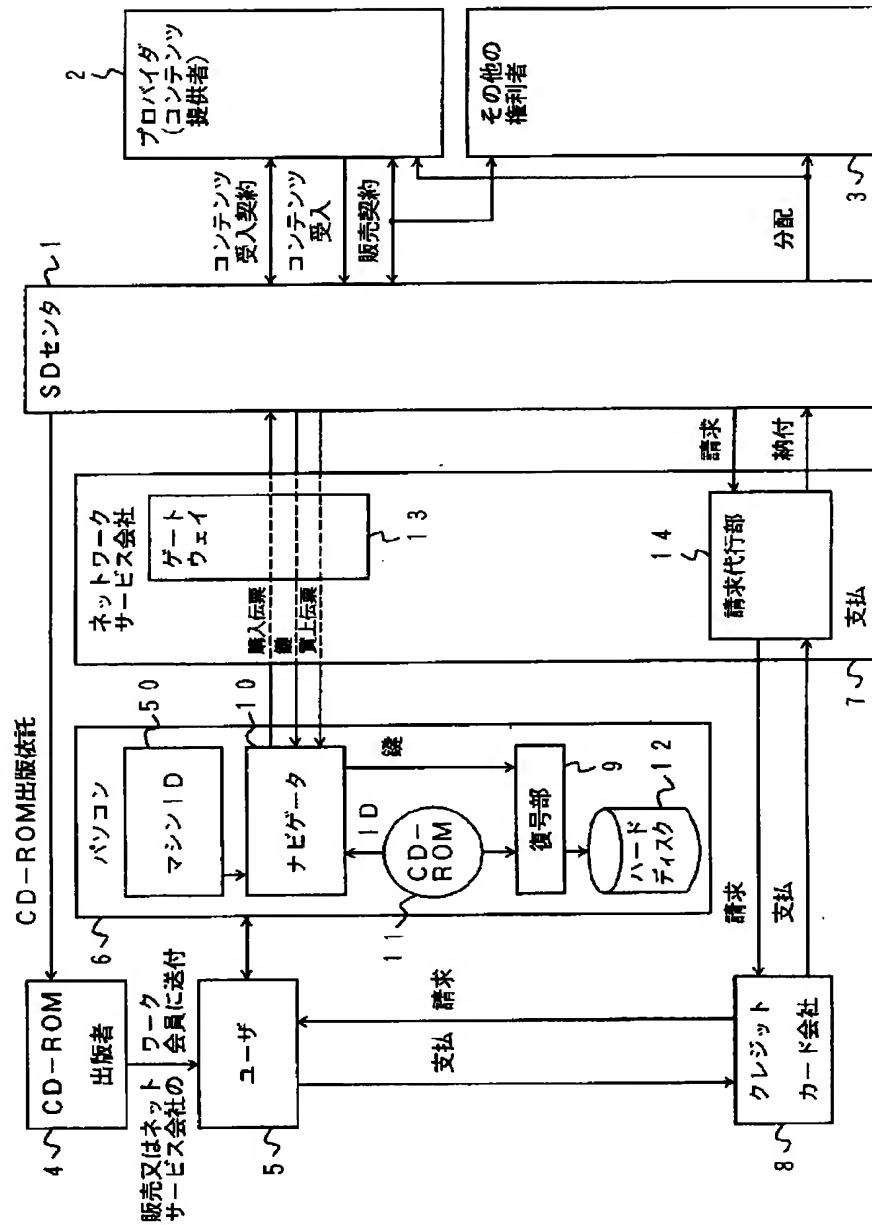 プロバイダ
(コンテンツ
提供者)
2
その他の
権利者
3
コンテンツ
受入契約
コンテンツ
受入
販売契約
分配
SDセンタ
1
ネットワーク
サービス会社
ゲート
ウェイ
13
購入伝票
鍵
買上伝票
請求
納付
14
請求代行部
支払
7
CD-ROM出版依託
パソコン
50
マシンID
10
ナビゲータ
ID
鍵
CD-
ROM
11
9
復号部
12
ハード
ディスク
6
請求
支払
CD-ROM
出版者
4
販売又はネットワーク
サービス会社の会員に送付
ユーザ
5
請求
支払
クレジット
カード会社
8